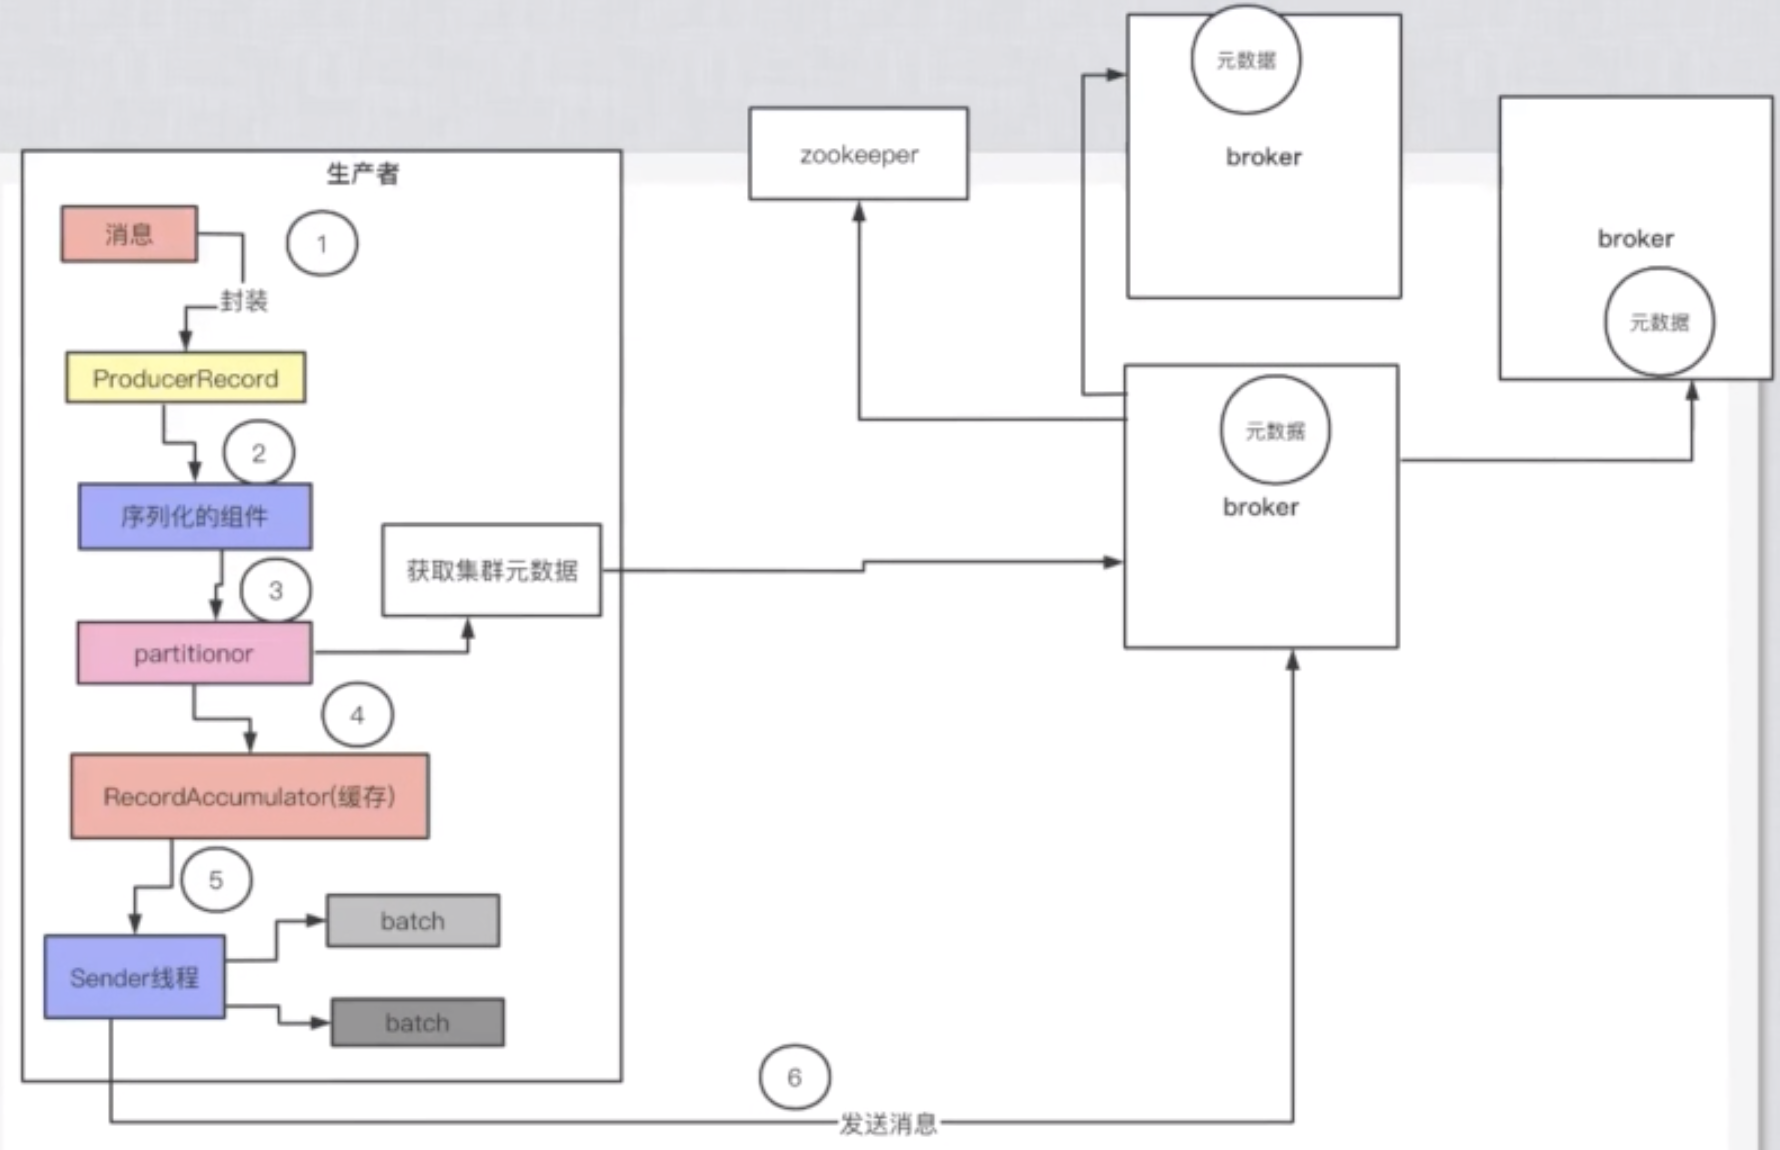 生产者
消息
1
封装
ProducerRecord
2
序列化的组件
3
partitionor
获取集群元数据
4
RecordAccumulator(缓存)
5
Sender线程
batch
batch
6
发送消息
zookeeper
元数据
broker
元数据
broker
broker
元数据